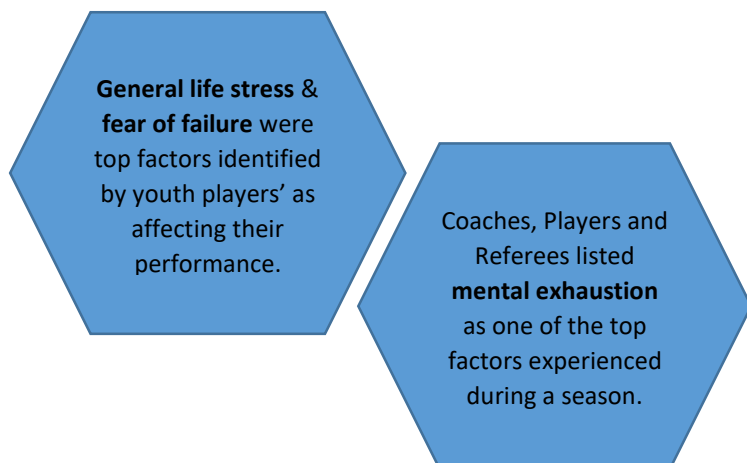 General life stress &
fear of failure were
top factors identified
by youth players’ as
affecting their
performance.
Coaches, Players and
Referees listed
mental exhaustion
as one of the top
factors experienced
during a season.